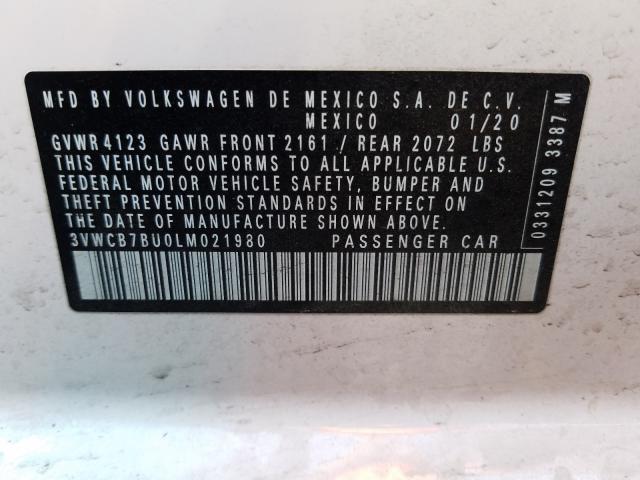 MFD BY VOLKSWAGEN DE MEXICO S.A. DE C.V.
MEXICO 01/20
GVWR 4123 GAWR FRONT 2161 / REAR 2072 LBS
THIS VEHICLE CONFORMS TO ALL APPLICABLE U.S.
FEDERAL MOTOR VEHICLE SAFETY, BUMPER AND
THEFT PREVENTION STANDARDS IN EFFECT ON
THE DATE OF MANUFACTURE SHOWN ABOVE.
3VWCB7BU0LM021980 PASSENGER CAR
0331209 3387 M